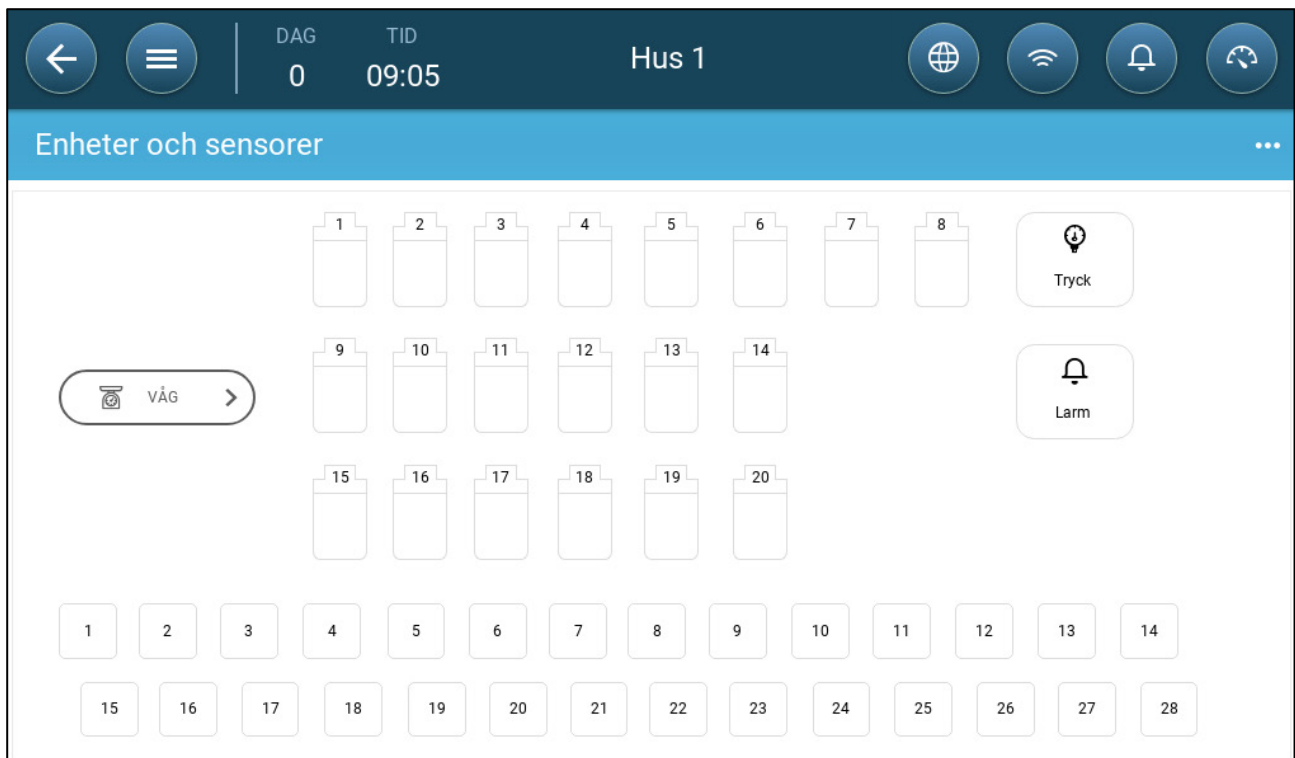 DAG TID
0 09:05 Hus 1
Enheter och sensorer
1 2 3 4 5 6 7 8
Tryck
9 10 11 12 13 14
VÅG
Larm
15 16 17 18 19 20
1 2 3 4 5 6 7 8 9 10 11 12 13 14
15 16 17 18 19 20 21 22 23 24 25 26 27 28